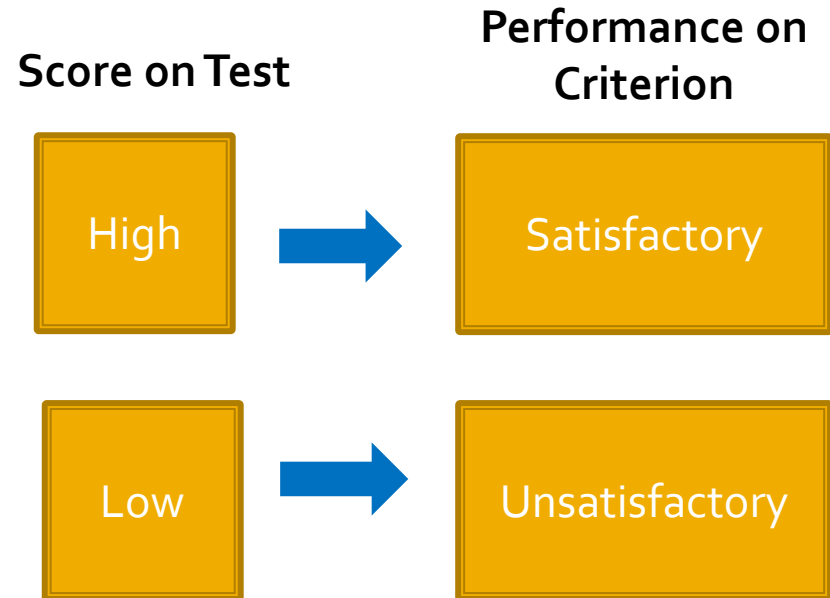 Score on Test
Performance on
Criterion
High
Satisfactory
Low
Unsatisfactory